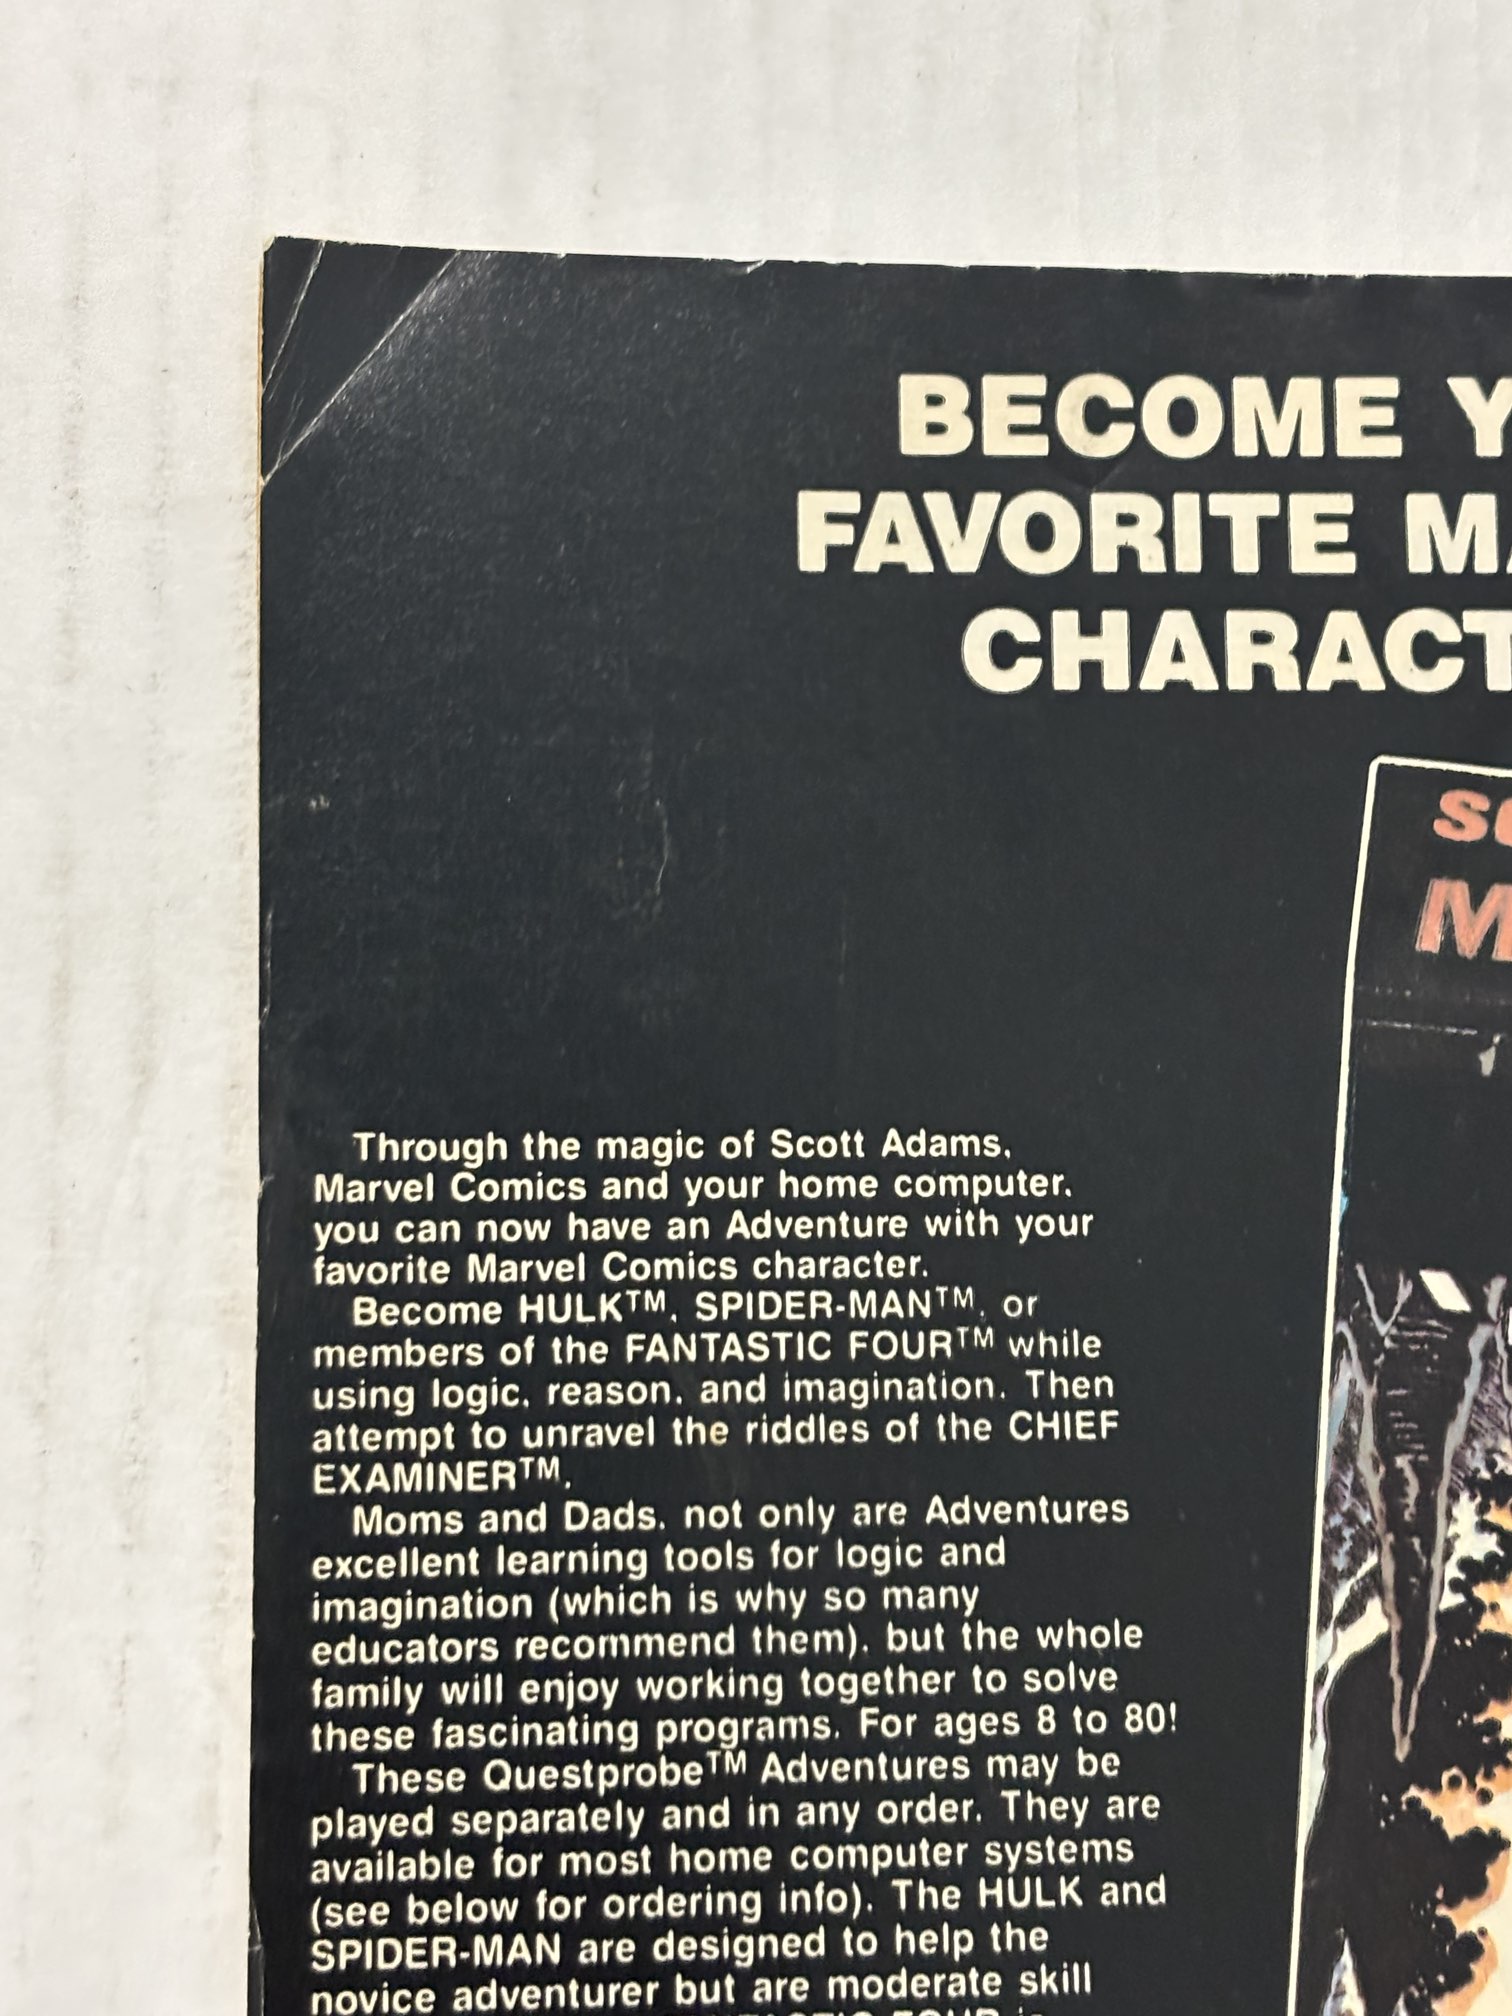 BECOME Y
FAVORITE MA
CHARACT
Through the magic of Scott Adams,
Marvel Comics and your home computer,
you can now have an Adventure with your
favorite Marvel Comics character.
Become HULK™, SPIDER-MAN™, or
members of the FANTASTIC FOUR™ while
using logic, reason, and imagination. Then
attempt to unravel the riddles of the CHIEF
EXAMINER™.
Moms and Dads, not only are Adventures
excellent learning tools for logic and
imagination (which is why so many
educators recommend them), but the whole
family will enjoy working together to solve
these fascinating programs. For ages 8 to 80!
These Questprobe™ Adventures may be
played separately and in any order. They are
available for most home computer systems
(see below for ordering info). The HULK and
SPIDER-MAN are designed to help the
novice adventurer but are moderate skill